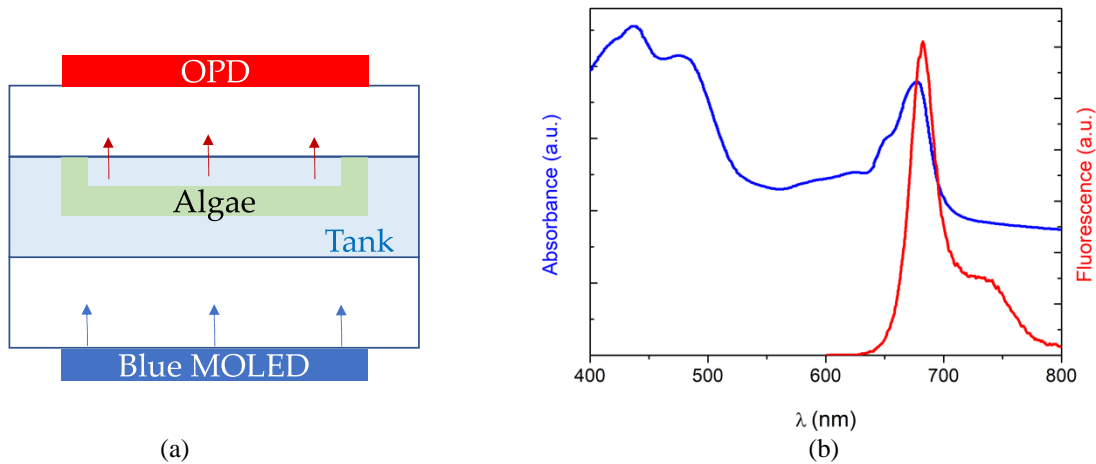 OPD
Algae
Tank
Blue MOLED
(a)
Absorbance (a.u.)
Fluorescence (a.u.)
400 500 600 700 800
λ (nm)
(b)